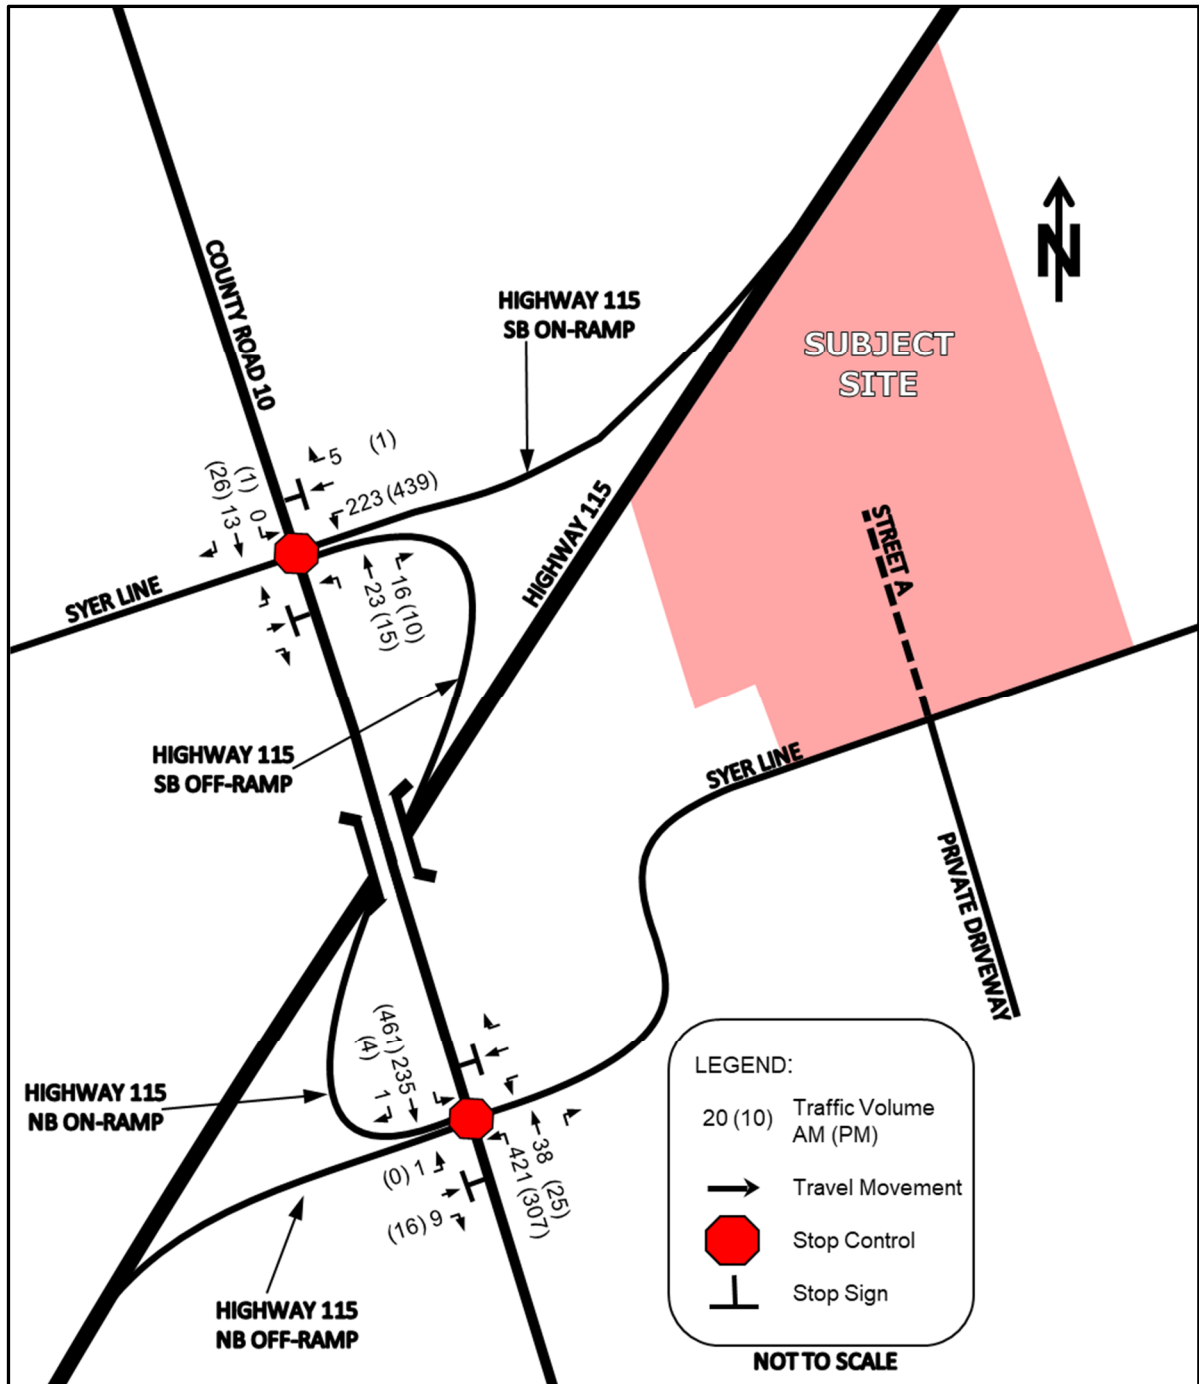 COUNTY ROAD 10
HIGHWAY 115
SB ON-RAMP
SUBJECT
SITE
N
5 (1)
223 (439)
(1) 0
(26) 13
16 (10)
23 (15)
SYER LINE
HIGHWAY 115
STREET A
HIGHWAY 115
SB OFF-RAMP
SYER LINE
PRIVATE DRIVEWAY
(461) 235
(4) 1
HIGHWAY 115
NB ON-RAMP
38 (25)
421 (307)
(0) 1
(16) 9
HIGHWAY 115
NB OFF-RAMP
LEGEND:
20 (10) Traffic Volume
AM (PM)
Travel Movement
Stop Control
Stop Sign
NOT TO SCALE